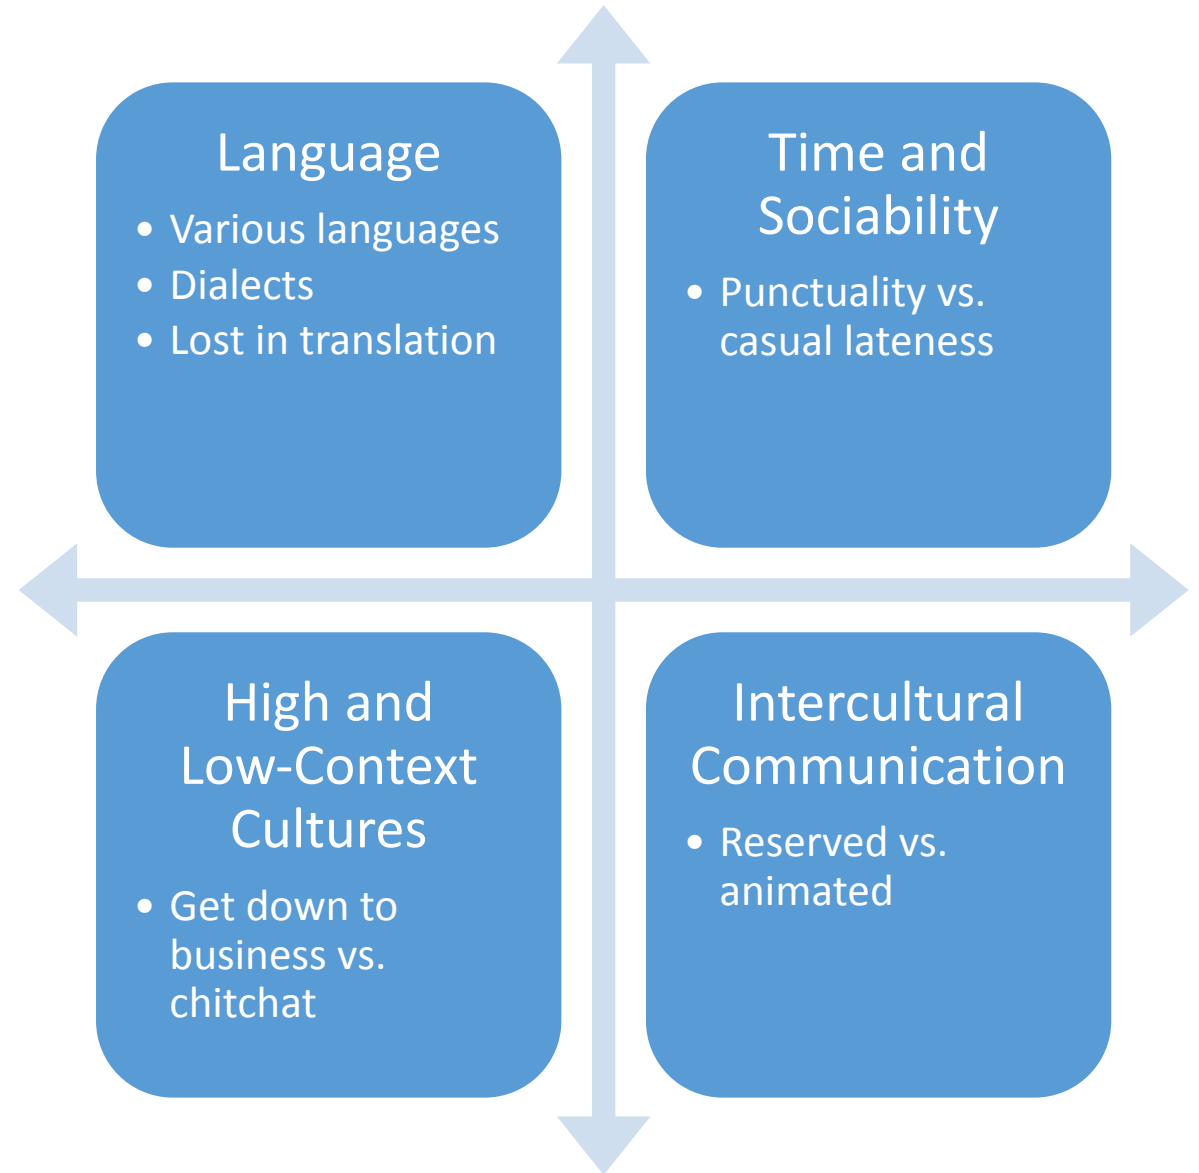 Language
• Various languages
• Dialects
• Lost in translation
Time and
Sociability
• Punctuality vs.
casual lateness
High and
Low-Context
Cultures
• Get down to
business vs.
chitchat
Intercultural
Communication
• Reserved vs.
animated